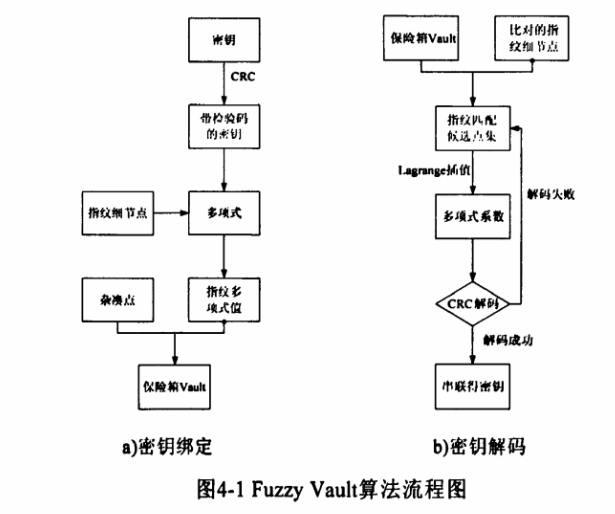 密钥
CRC
带检验码
的密钥
指纹细节点
多项式
杂凑点
指纹多
项式值
保险箱Vault
a)密钥绑定
保险箱Vault
比对的指
纹细节点
指纹匹配
候选点集
Lagrange插值
解码失败
多项式系数
CRC解码
解码成功
串联得密钥
b)密钥解码
图4-1 Fuzzy Vault算法流程图